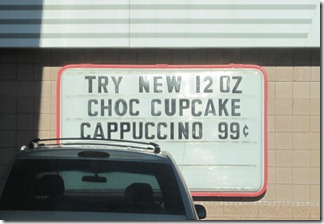 TRY NEW 12 OZ
CHOC CUPCAKE
CAPPUCCINO 99¢